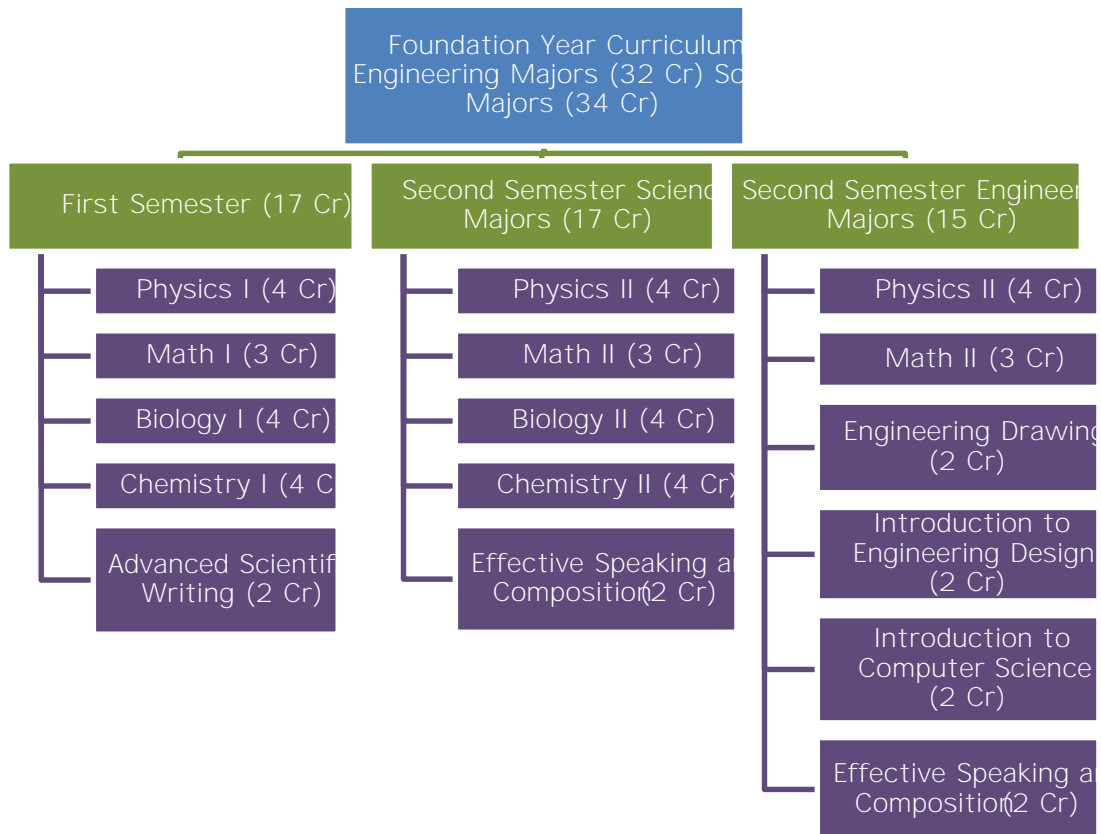 Foundation Year Curriculum
Engineering Majors (32 Cr)
Majors (34 Cr)
First Semester (17 Cr)
Second Semester
Majors (17 Cr)
Second Semester
Majors (15 Cr)
Physics I (4 Cr)
Math I (3 Cr)
Biology I (4 Cr)
Chemistry I (4 C
Advanced
Writing (2 Cr)
Physics II (4 Cr)
Math II (3 Cr)
Biology II (4 Cr)
Chemistry II (4 Cr)
Effective Speaking
Composition (2 Cr)
Physics II (4 Cr)
Math II (3 Cr)
Engineering Drawing
(2 Cr)
Introduction to
Engineering Design
(2 Cr)
Introduction to
Computer Science
(2 Cr)
Effective Speaking
Composition (2 Cr)